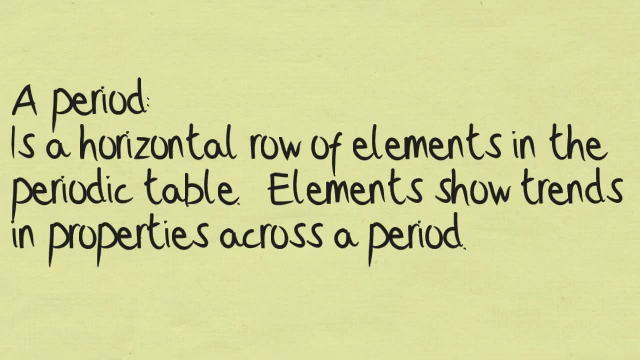 A period:
Is a horizontal row of elements in the
periodic table. Elements show trends
in properties across a period.